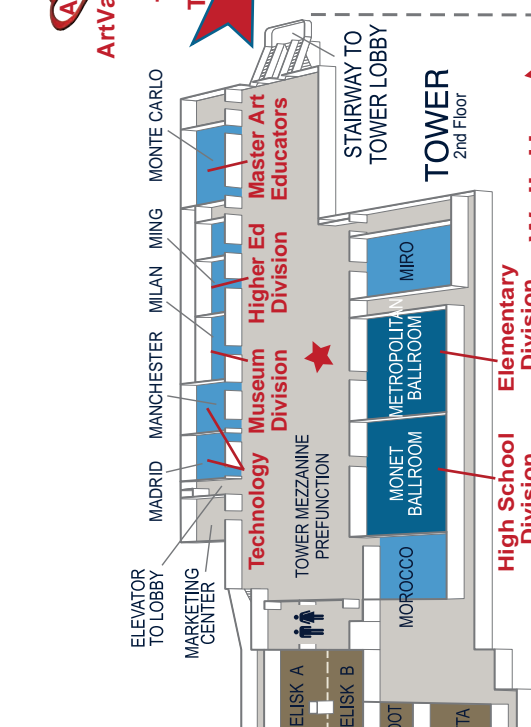 ArtVa
STAIRWAY TO
TOWER LOBBY
TOWER
2nd Floor
MONTE CARLO
Master Art
Educators
MING
Higher Ed
Division
MILAN
MANCHESTER
Museum
Division
MADRID
Technology
TOWER MEZZANINE
PREFUNCTION
ELEVATOR
TO LOBBY
MARKETING
CENTER
MIRO
METROPOLITAN
BALLROOM
Elementary
Division
MONET
BALLROOM
High School
Division
MOROCCO
ELISK A
ELISK B
OOT
TA